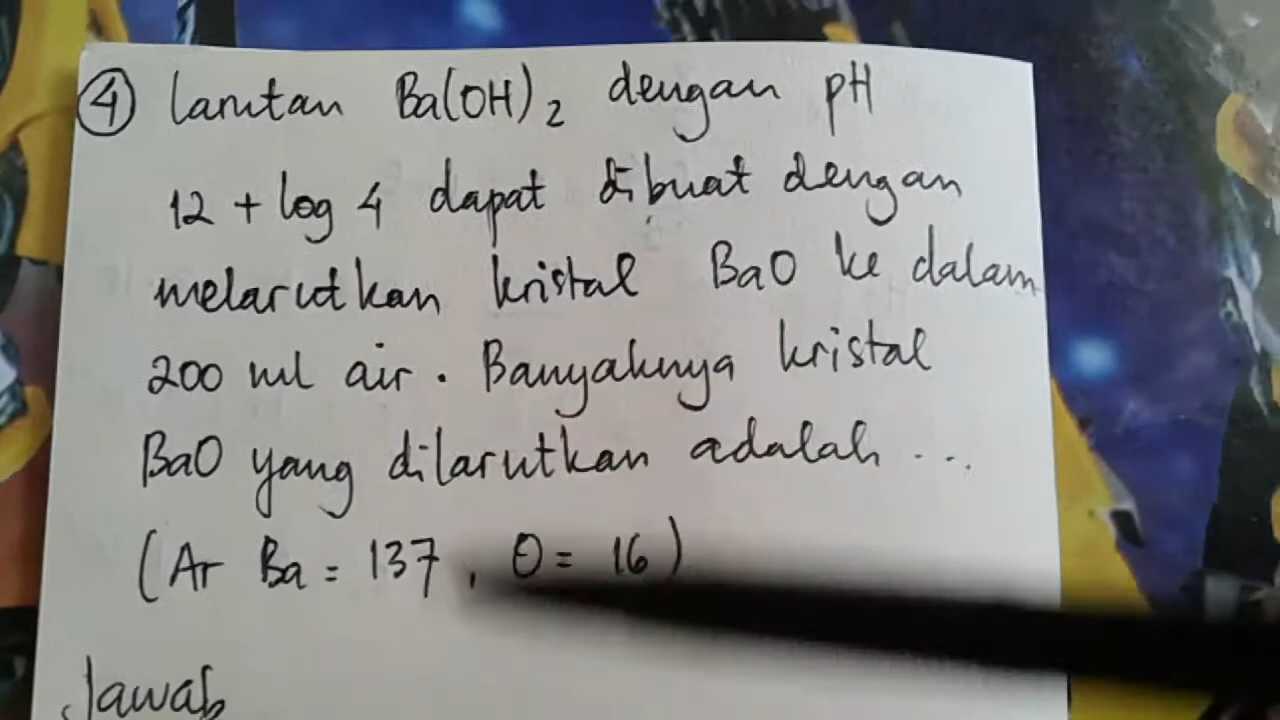 ④ Larutan Ba(OH)₂ dengan pH
12 + log 4 dapat dibuat dengan
melarutkan kristal BaO ke dalam
200 ml air. Banyaknya kristal
BaO yang dilarutkan adalah ...
(Ar Ba = 137, O = 16)
Jawab